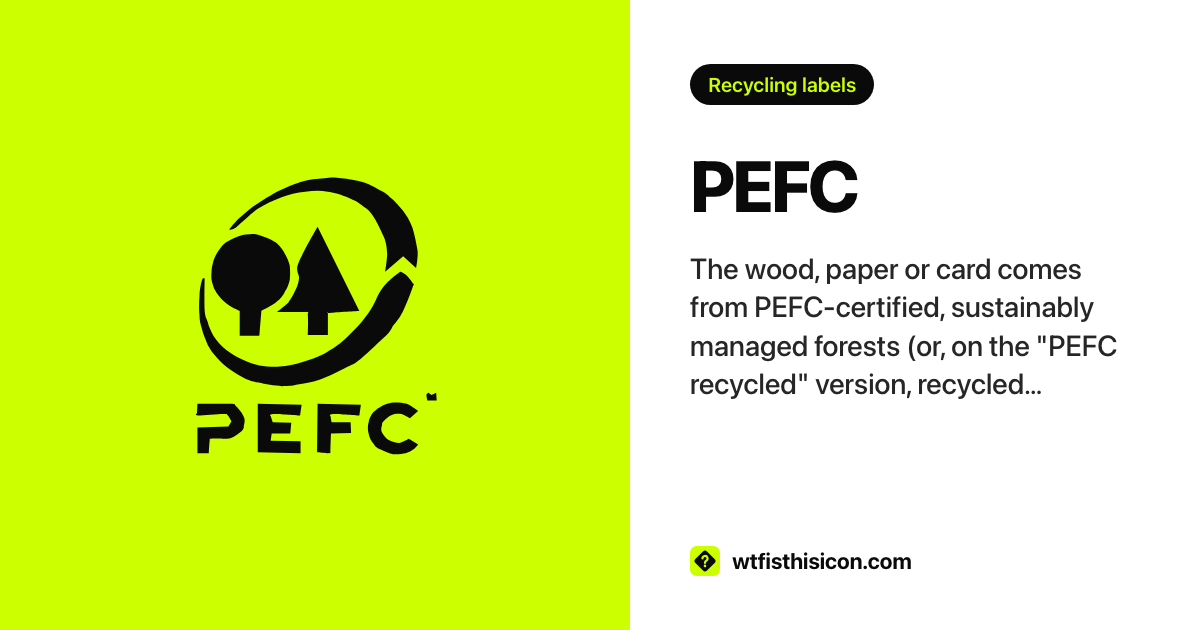 PEFC
Recycling labels
PEFC
The wood, paper or card comes
from PEFC-certified, sustainably
managed forests (or, on the "PEFC
recycled" version, recycled...
wtfisthisicon.com